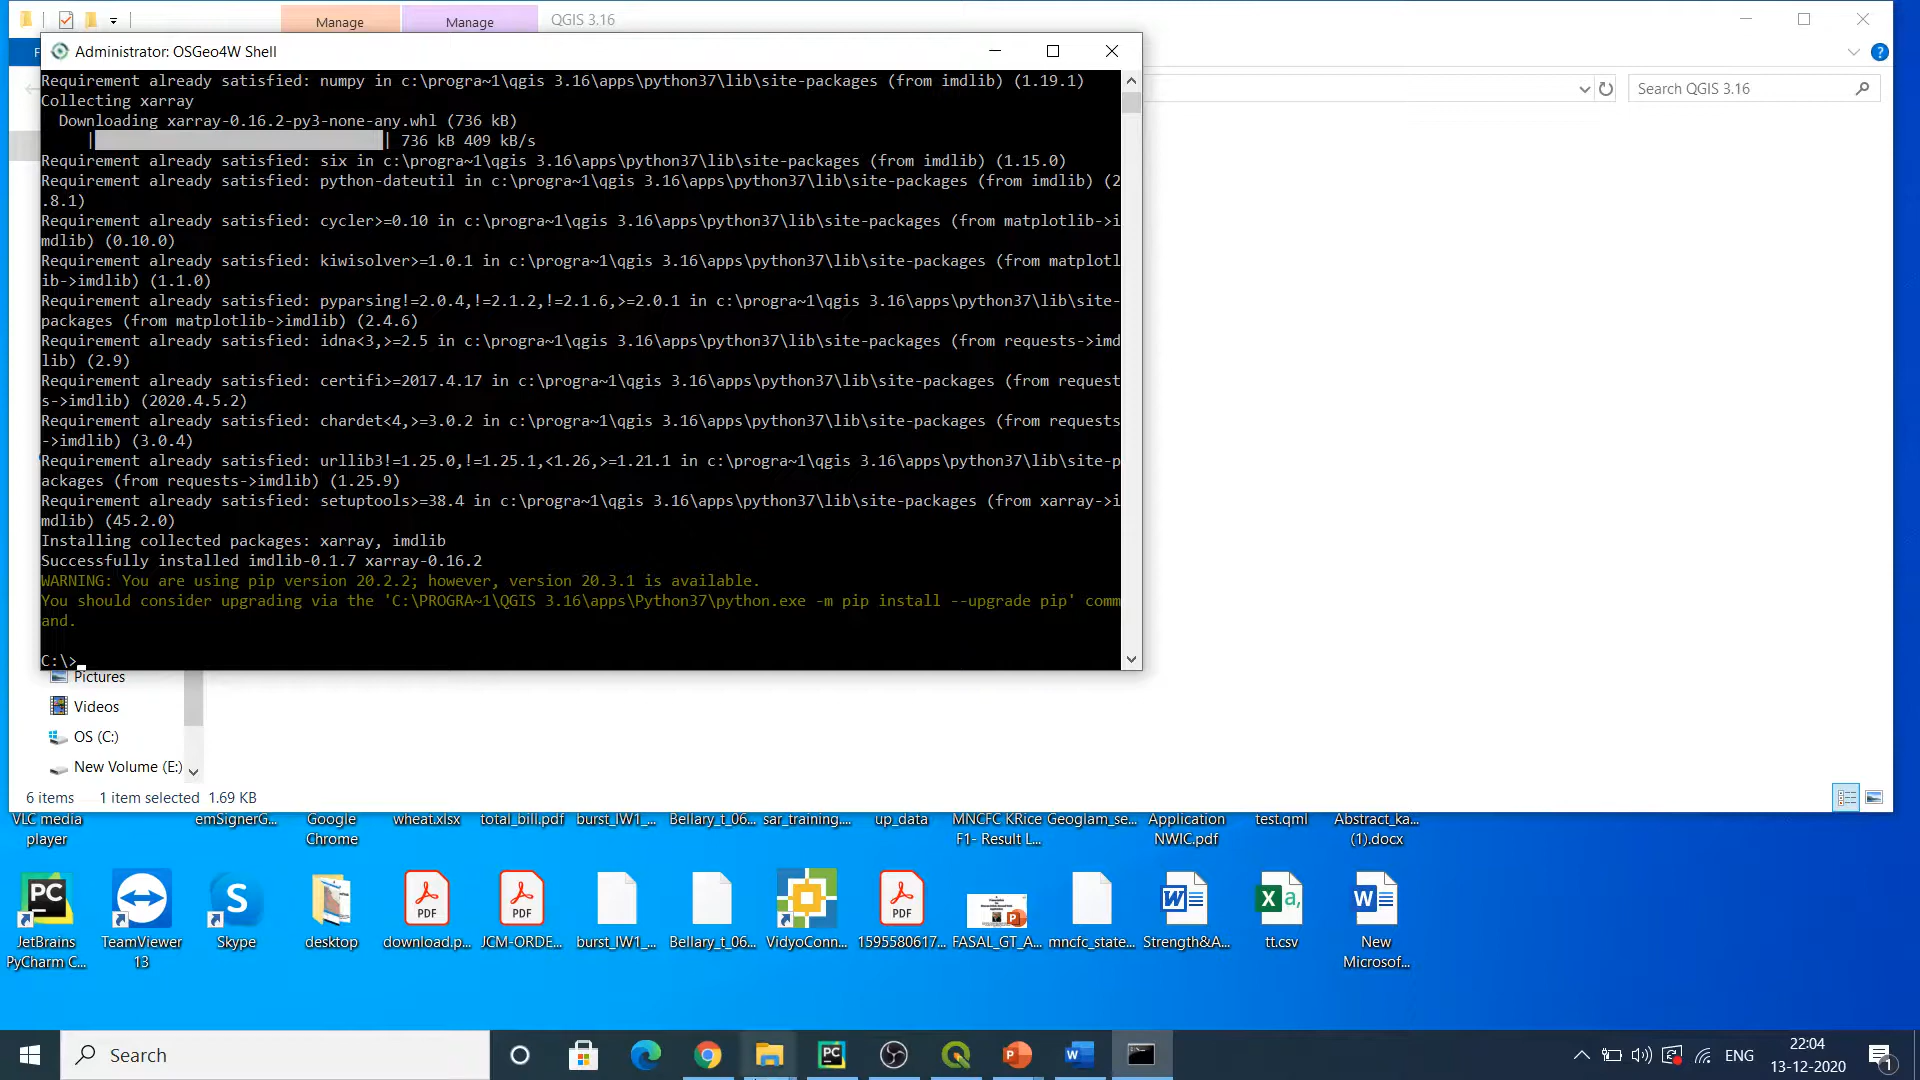 Manage
Manage
QGIS 3.16
Administrator: OSGeo4W Shell
Search QGIS 3.16
Requirement already satisfied: numpy in c:\progra~1\qgis 3.16\apps\python37\lib\site-packages (from imdlib) (1.19.1)
Collecting xarray
Downloading xarray-0.16.2-py3-none-any.whl (736 kB)
| | 736 kB 409 kB/s
Requirement already satisfied: six in c:\progra~1\qgis 3.16\apps\python37\lib\site-packages (from imdlib) (1.15.0)
Requirement already satisfied: python-dateutil in c:\progra~1\qgis 3.16\apps\python37\lib\site-packages (from imdlib) (2
.8.1)
Requirement already satisfied: cycler>=0.10 in c:\progra~1\qgis 3.16\apps\python37\lib\site-packages (from matplotlib->i
mdlib) (0.10.0)
Requirement already satisfied: kiwisolver>=1.0.1 in c:\progra~1\qgis 3.16\apps\python37\lib\site-packages (from matplotl
ib->imdlib) (1.1.0)
Requirement already satisfied: pyparsing!=2.0.4,!=2.1.2,!=2.1.6,>=2.0.1 in c:\progra~1\qgis 3.16\apps\python37\lib\site-
packages (from matplotlib->imdlib) (2.4.6)
Requirement already satisfied: idna<3,>=2.5 in c:\progra~1\qgis 3.16\apps\python37\lib\site-packages (from requests->imd
lib) (2.9)
Requirement already satisfied: certifi>=2017.4.17 in c:\progra~1\qgis 3.16\apps\python37\lib\site-packages (from request
s->imdlib) (2020.4.5.2)
Requirement already satisfied: chardet<4,>=3.0.2 in c:\progra~1\qgis 3.16\apps\python37\lib\site-packages (from requests
->imdlib) (3.0.4)
Requirement already satisfied: urllib3!=1.25.0,!=1.25.1,<1.26,>=1.21.1 in c:\progra~1\qgis 3.16\apps\python37\lib\site-p
ackages (from requests->imdlib) (1.25.9)
Requirement already satisfied: setuptools>=38.4 in c:\progra~1\qgis 3.16\apps\python37\lib\site-packages (from xarray->i
mdlib) (45.2.0)
Installing collected packages: xarray, imdlib
Successfully installed imdlib-0.1.7 xarray-0.16.2
WARNING: You are using pip version 20.2.2; however, version 20.3.1 is available.
You should consider upgrading via the 'C:\PROGRA~1\QGIS 3.16\apps\Python37\python.exe -m pip install --upgrade pip' comm
and.
C:\>
Pictures
Videos
OS (C:)
New Volume (E:)
6 items 1 item selected 1.69 KB
VLC media
player
emSignerG...
Google
Chrome
wheat.xlsx
total_bill.pdf
burst_IW1_...
Bellary_t_06...
sar_training....
up_data
MNCFC KRice
F1- Result L...
Geoglam_se...
Application
NWIC.pdf
test.qml
Abstract_ka...
(1).docx
JetBrains
PyCharm C...
TeamViewer
13
Skype
desktop
download.p...
JCM-ORDE...
burst_IW1_...
Bellary_t_06...
VidyoConn...
1595580617...
FASAL_GT_A...
mncfc_state...
Strength&A...
tt.csv
New
Microsof...
Search
ENG
22:04
13-12-2020
1